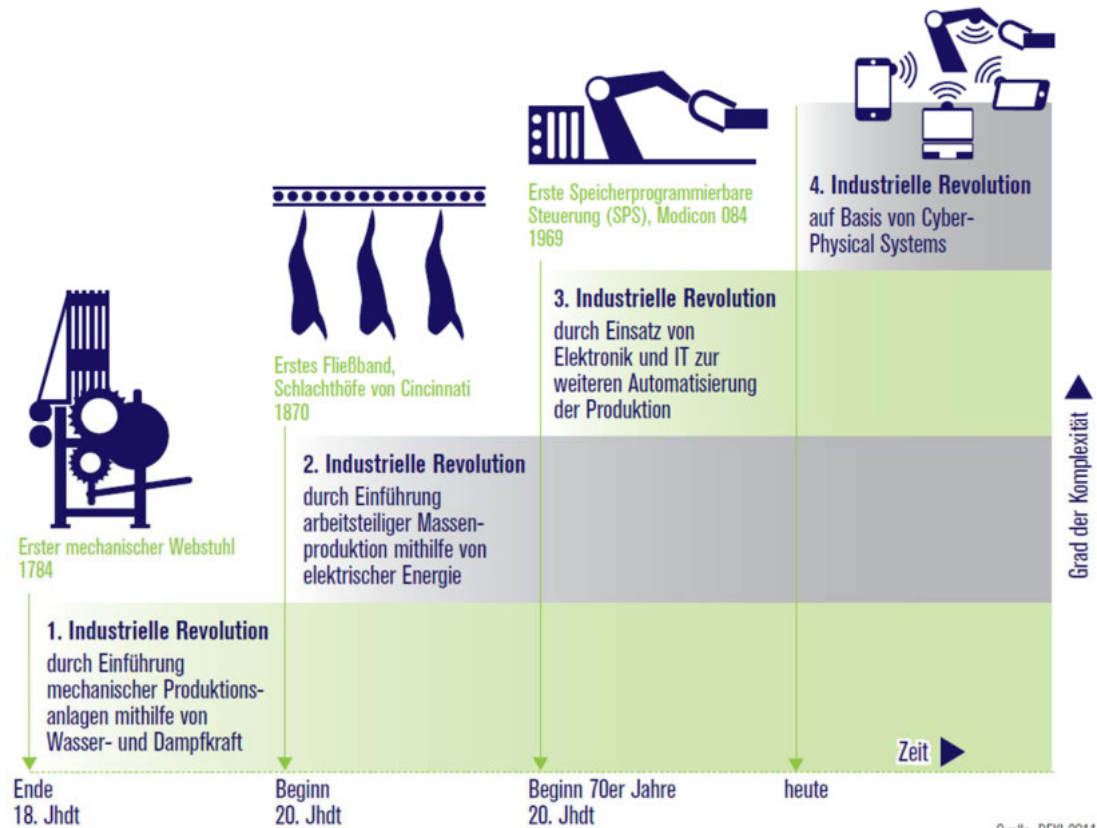 Erster mechanischer Webstuhl
1784
1. Industrielle Revolution
durch Einführung
mechanischer Produktions-
anlagen mithilfe von
Wasser- und Dampfkraft
Ende
18. Jhdt
Erstes Fließband,
Schlachthöfe von Cincinnati
1870
2. Industrielle Revolution
durch Einführung
arbeitsteiliger Massen-
produktion mithilfe von
elektrischer Energie
Beginn
20. Jhdt
Erste Speicherprogrammierbare
Steuerung (SPS), Modicon 084
1969
3. Industrielle Revolution
durch Einsatz von
Elektronik und IT zur
weiteren Automatisierung
der Produktion
Beginn 70er Jahre
20. Jhdt
4. Industrielle Revolution
auf Basis von Cyber-
Physical Systems
heute
Zeit
Grad der Komplexität